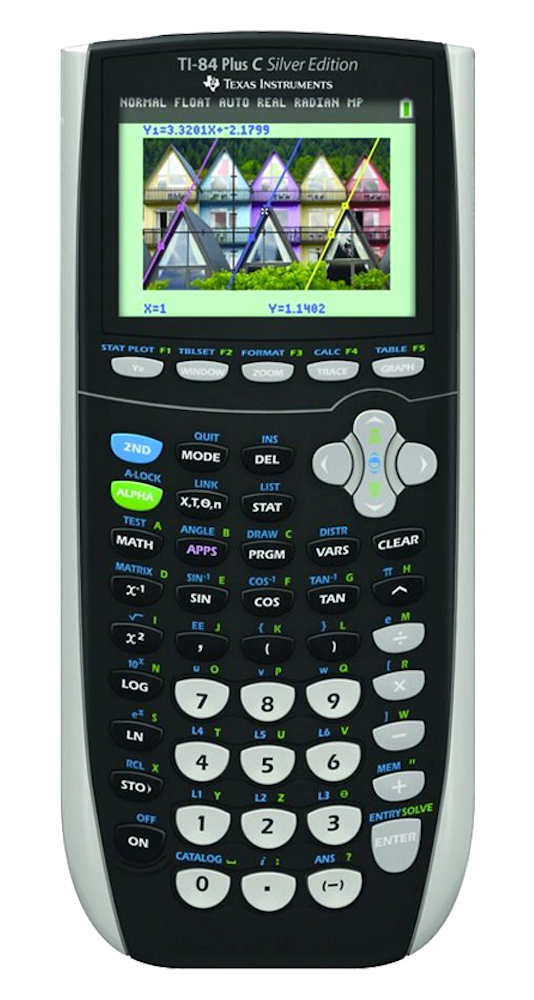 TI-84 Plus C Silver Edition
TEXAS INSTRUMENTS
NORMAL FLOAT AUTO REAL RADIAN MP
Y1=3.3201X+-2.1799
X=1 Y=1.1402
STAT PLOT F1 TBLSET F2 FORMAT F3 CALC F4 TABLE F5
Y= WINDOW ZOOM TRACE GRAPH
QUIT INS
2ND MODE DEL
A-LOCK LINK LIST
ALPHA X,T,Θ,n STAT
TEST A ANGLE B DRAW C DISTR
MATH APPS PRGM VARS CLEAR
MATRIX D SIN-1 E COS-1 F TAN-1 G π H
x-1 SIN COS TAN ^
√ I EE J { K } L e M
x2 , ( ) ÷
10x N u O v P w Q [ R
LOG 7 8 9 ×
ex S L4 T L5 U L6 V ] W
LN 4 5 6 −
RCL X L1 Y L2 Z L3 θ MEM "
STO› 1 2 3 +
OFF CATALOG ␣ i : ANS ? ENTRY SOLVE
ON 0 . (−) ENTER